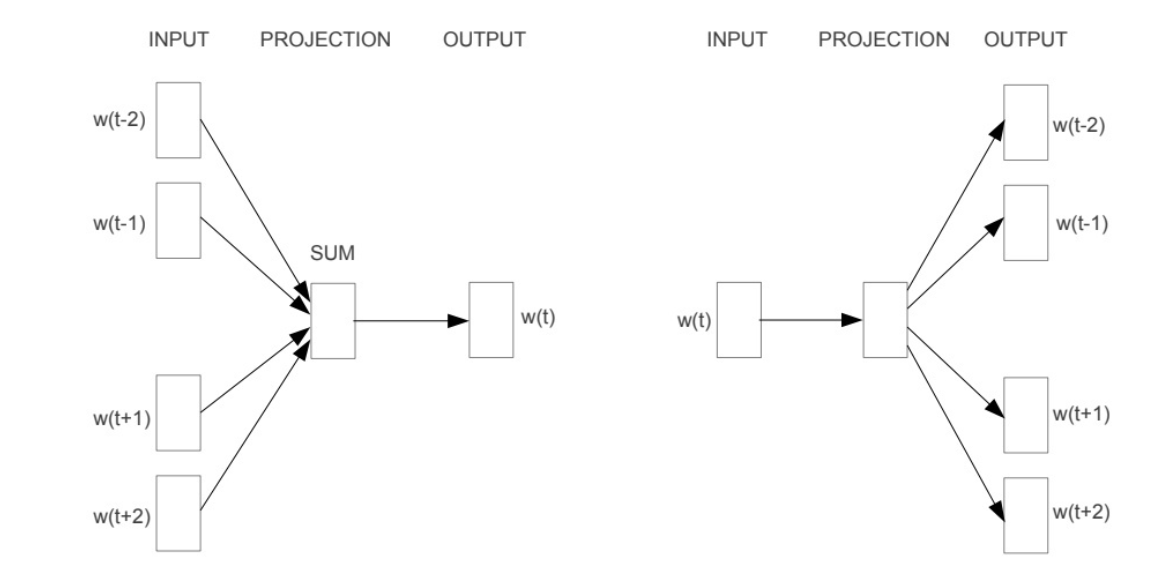 INPUT PROJECTION OUTPUT
w(t-2)
w(t-1)
SUM
w(t)
w(t+1)
w(t+2)
INPUT PROJECTION OUTPUT
w(t-2)
w(t-1)
w(t)
w(t+1)
w(t+2)